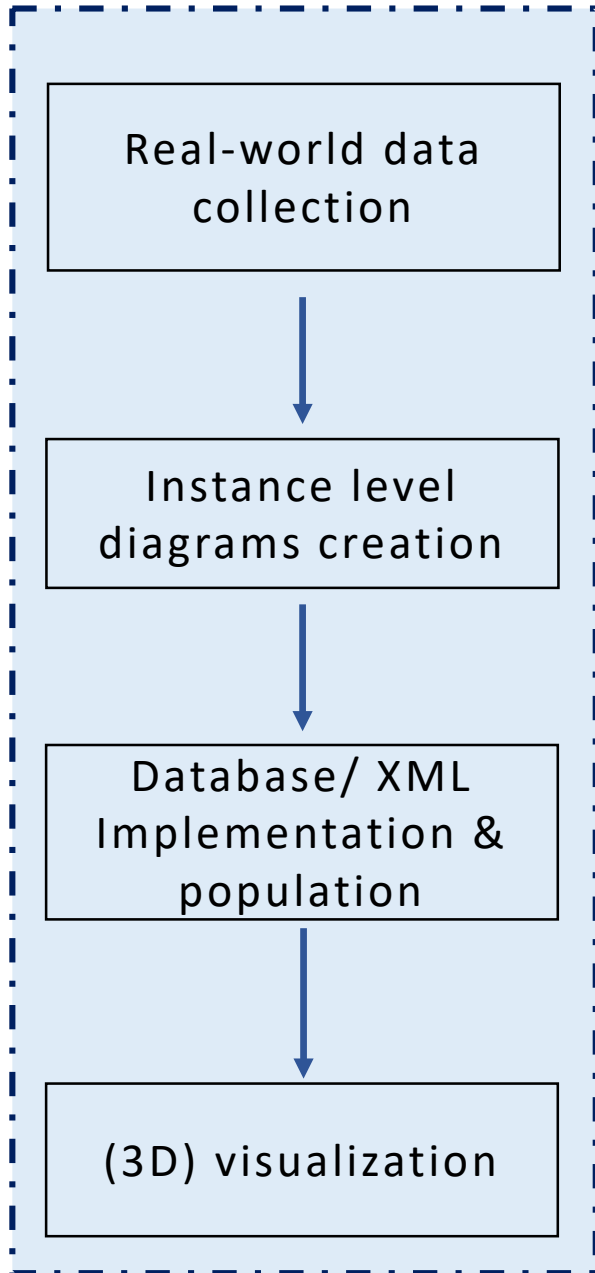 Real-world data
collection
Instance level
diagrams creation
Database/ XML
Implementation &
population
(3D) visualization